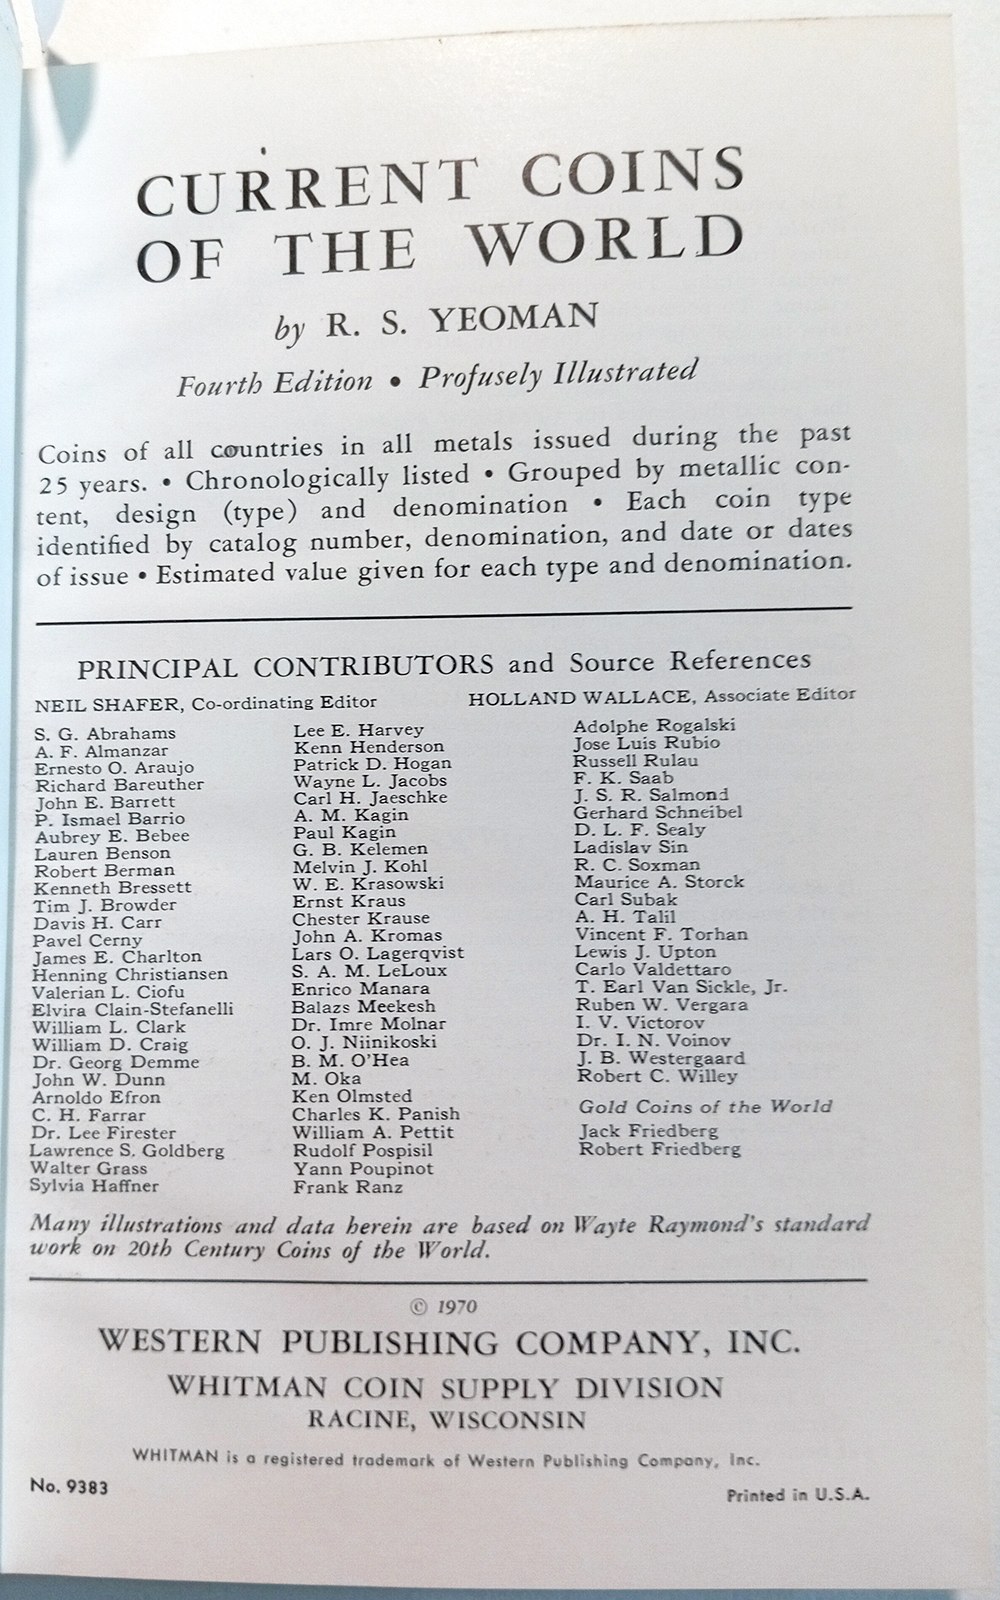 CURRENT COINS
OF THE WORLD
by R. S. YEOMAN
Fourth Edition • Profusely Illustrated
Coins of all countries in all metals issued during the past
25 years. • Chronologically listed • Grouped by metallic con-
tent, design (type) and denomination • Each coin type
identified by catalog number, denomination, and date or dates
of issue • Estimated value given for each type and denomination.
PRINCIPAL CONTRIBUTORS and Source References
NEIL SHAFER, Co-ordinating Editor
HOLLAND WALLACE, Associate Editor
S. G. Abrahams
A. F. Almanzar
Ernesto O. Araujo
Richard Bareuther
John E. Barrett
P. Ismael Barrio
Aubrey E. Bebee
Lauren Benson
Robert Berman
Kenneth Bressett
Tim J. Browder
Davis H. Carr
Pavel Cerny
James E. Charlton
Henning Christiansen
Valerian L. Ciofu
Elvira Clain-Stefanelli
William L. Clark
William D. Craig
Dr. Georg Demme
John W. Dunn
Arnoldo Efron
C. H. Farrar
Dr. Lee Firester
Lawrence S. Goldberg
Walter Grass
Sylvia Haffner
Lee E. Harvey
Kenn Henderson
Patrick D. Hogan
Wayne L. Jacobs
Carl H. Jaeschke
A. M. Kagin
Paul Kagin
G. B. Kelemen
Melvin J. Kohl
W. E. Krasowski
Ernst Kraus
Chester Krause
John A. Kromas
Lars O. Lagerqvist
S. A. M. LeLoux
Enrico Manara
Balazs Meekesh
Dr. Imre Molnar
O. J. Niinikoski
B. M. O'Hea
M. Oka
Ken Olmsted
Charles K. Panish
William A. Pettit
Rudolf Pospisil
Yann Poupinot
Frank Ranz
Adolphe Rogalski
Jose Luis Rubio
Russell Rulau
F. K. Saab
J. S. R. Salmond
Gerhard Schneibel
D. L. F. Sealy
Ladislav Sin
R. C. Soxman
Maurice A. Storck
Carl Subak
A. H. Talil
Vincent F. Torhan
Lewis J. Upton
Carlo Valdettaro
T. Earl Van Sickle, Jr.
Ruben W. Vergara
I. V. Victorov
Dr. I. N. Voinov
J. B. Westergaard
Robert C. Willey
Gold Coins of the World
Jack Friedberg
Robert Friedberg
Many illustrations and data herein are based on Wayte Raymond's standard
work on 20th Century Coins of the World.
© 1970
WESTERN PUBLISHING COMPANY, INC.
WHITMAN COIN SUPPLY DIVISION
RACINE, WISCONSIN
WHITMAN is a registered trademark of Western Publishing Company, Inc.
No. 9383
Printed in U.S.A.